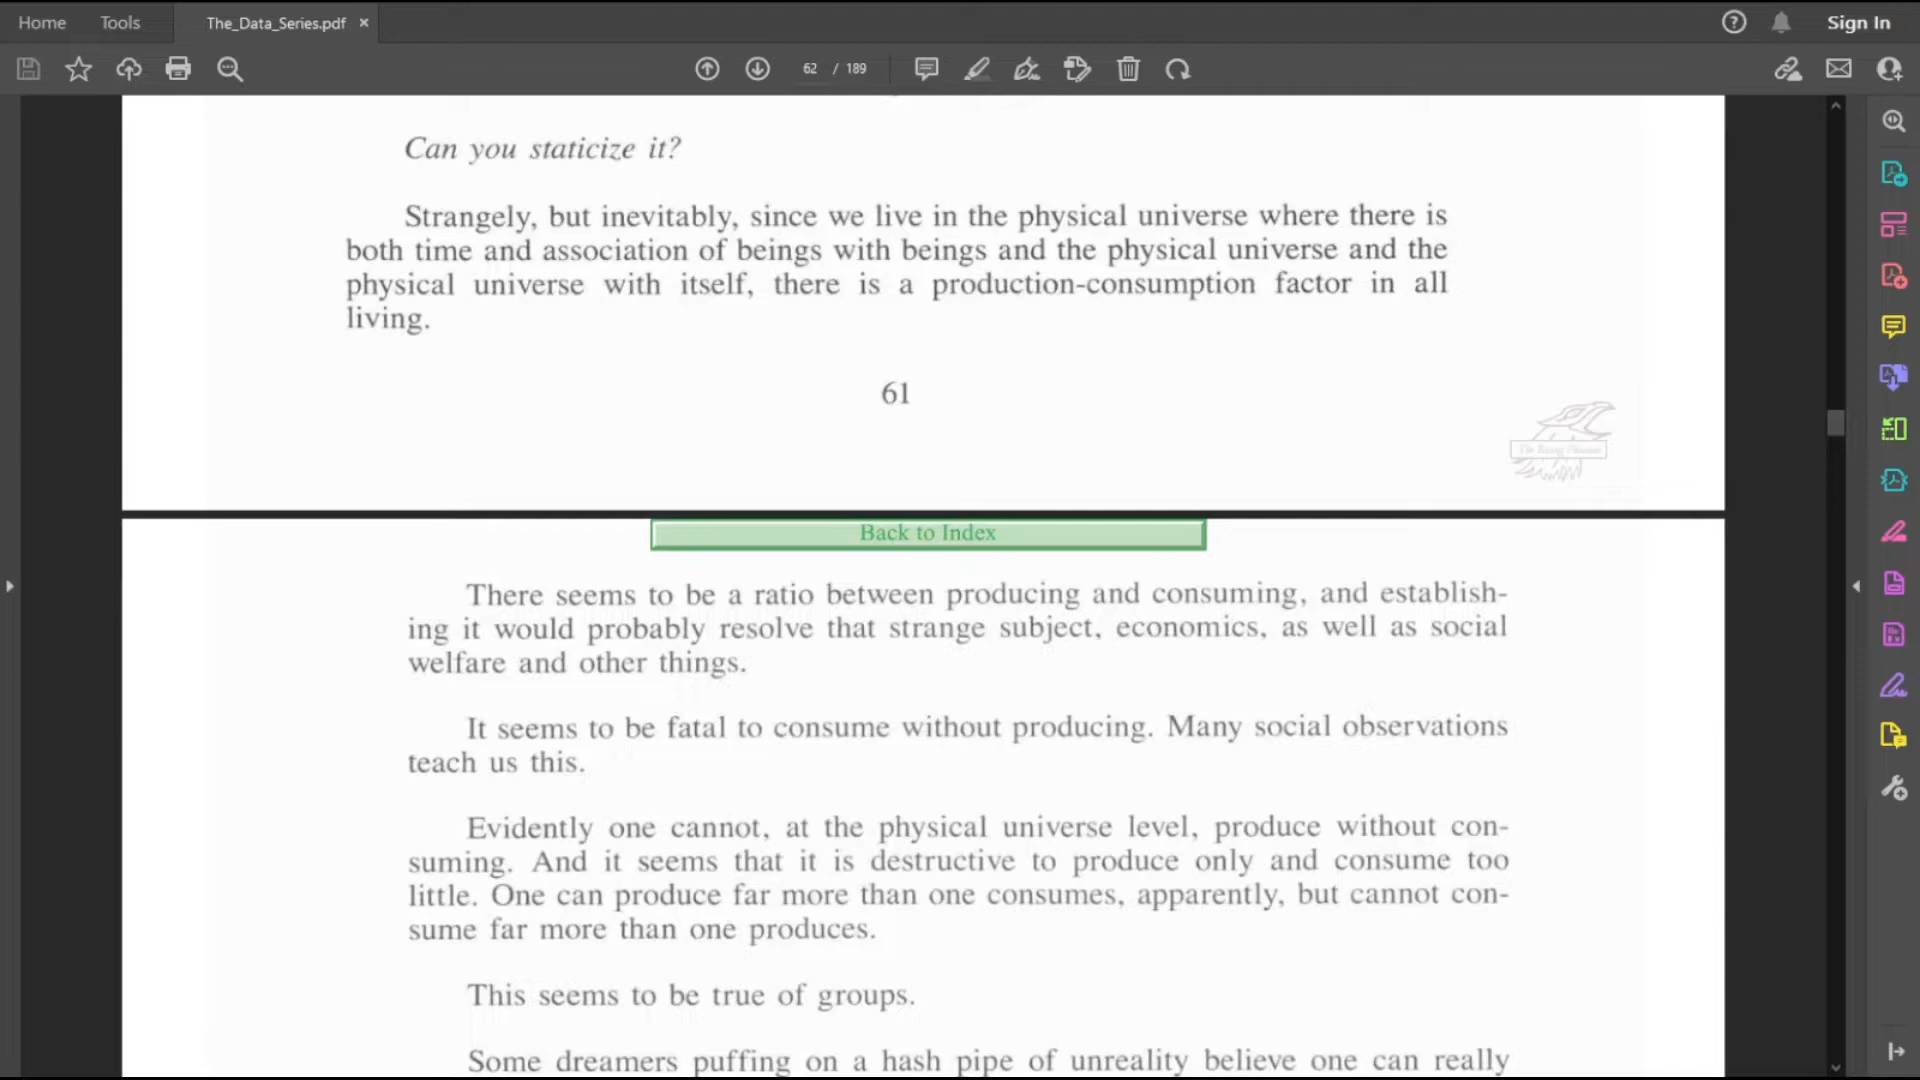 Home Tools The_Data_Series.pdf × Sign In
62 / 189
Can you staticize it?
Strangely, but inevitably, since we live in the physical universe where there is
both time and association of beings with beings and the physical universe and the
physical universe with itself, there is a production-consumption factor in all
living.
61
Back to Index
There seems to be a ratio between producing and consuming, and establish-
ing it would probably resolve that strange subject, economics, as well as social
welfare and other things.
It seems to be fatal to consume without producing. Many social observations
teach us this.
Evidently one cannot, at the physical universe level, produce without con-
suming. And it seems that it is destructive to produce only and consume too
little. One can produce far more than one consumes, apparently, but cannot con-
sume far more than one produces.
This seems to be true of groups.
Some dreamers puffing on a hash pipe of unreality believe one can really